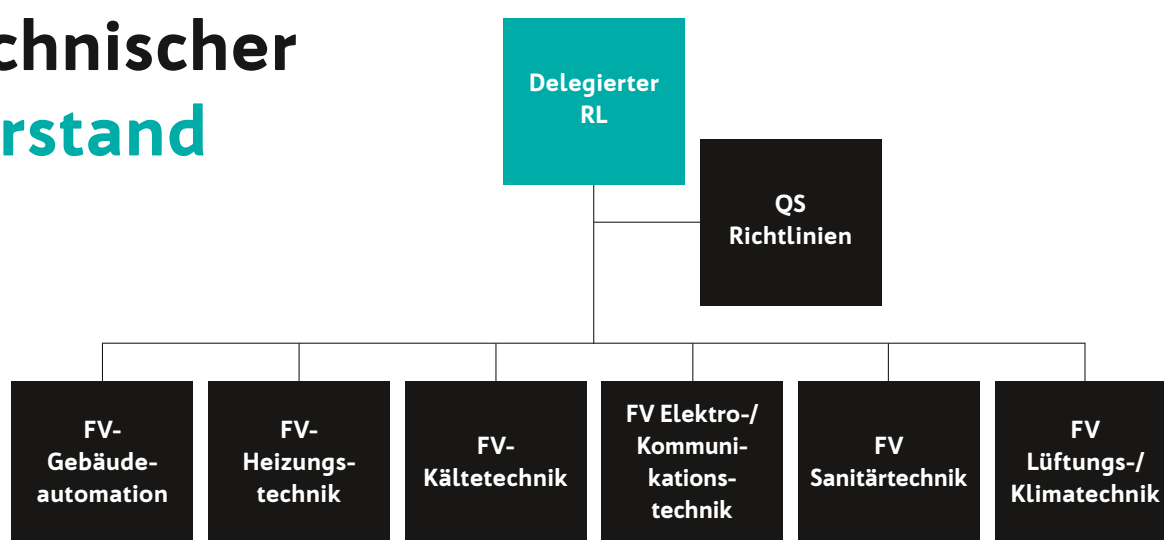 chnischer
rstand
Delegierter
RL
QS
Richtlinien
FV-
Gebäude-
automation
FV-
Heizungs-
technik
FV-
Kältetechnik
FV Elektro-/
Kommuni-
kations-
technik
FV
Sanitärtechnik
FV
Lüftungs-/
Klimatechnik